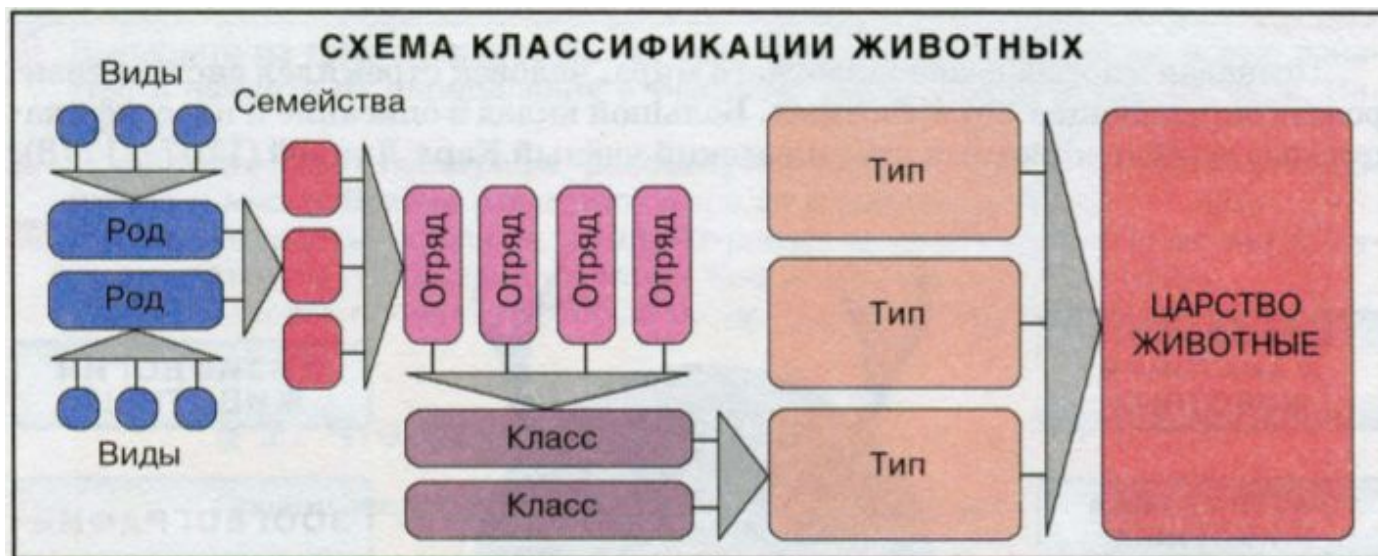 СХЕМА КЛАССИФИКАЦИИ ЖИВОТНЫХ
Виды
Семейства
Род
Род
Виды
Отряд
Отряд
Отряд
Отряд
Класс
Класс
Тип
Тип
Тип
ЦАРСТВО
ЖИВОТНЫЕ